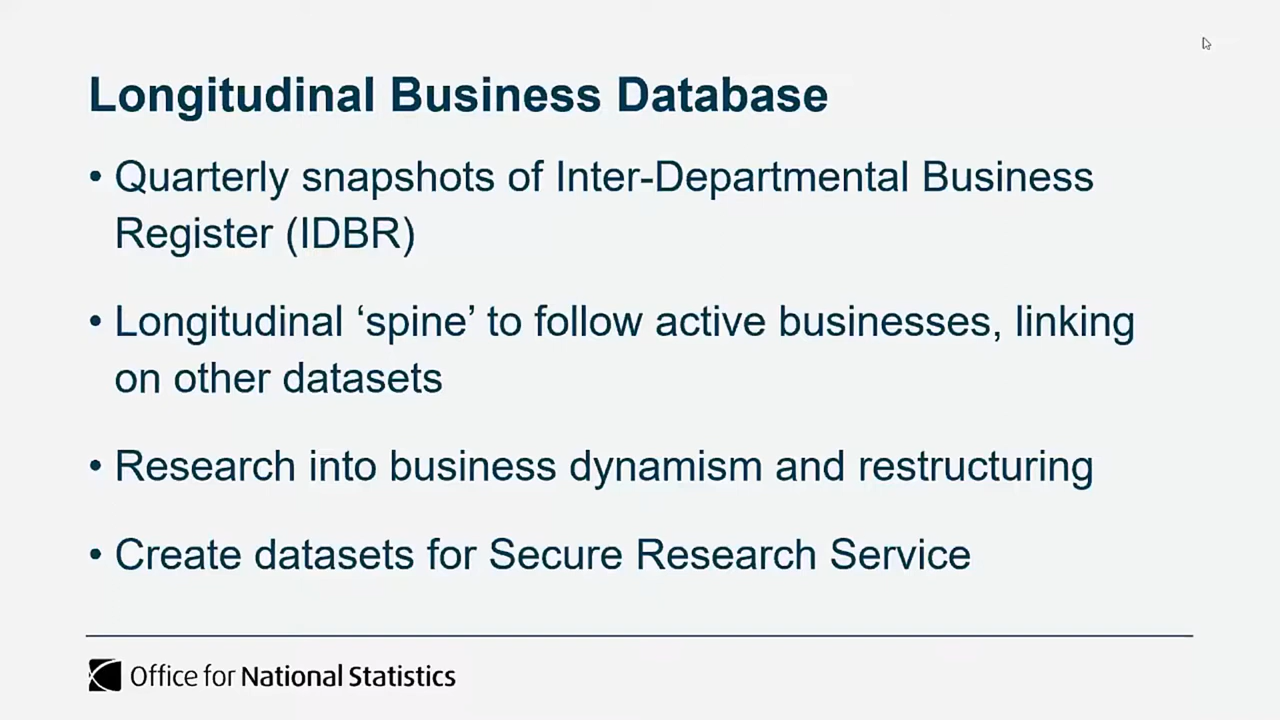 Longitudinal Business Database
• Quarterly snapshots of Inter-Departmental Business
Register (IDBR)
• Longitudinal ‘spine’ to follow active businesses, linking
on other datasets
• Research into business dynamism and restructuring
• Create datasets for Secure Research Service
Office for National Statistics